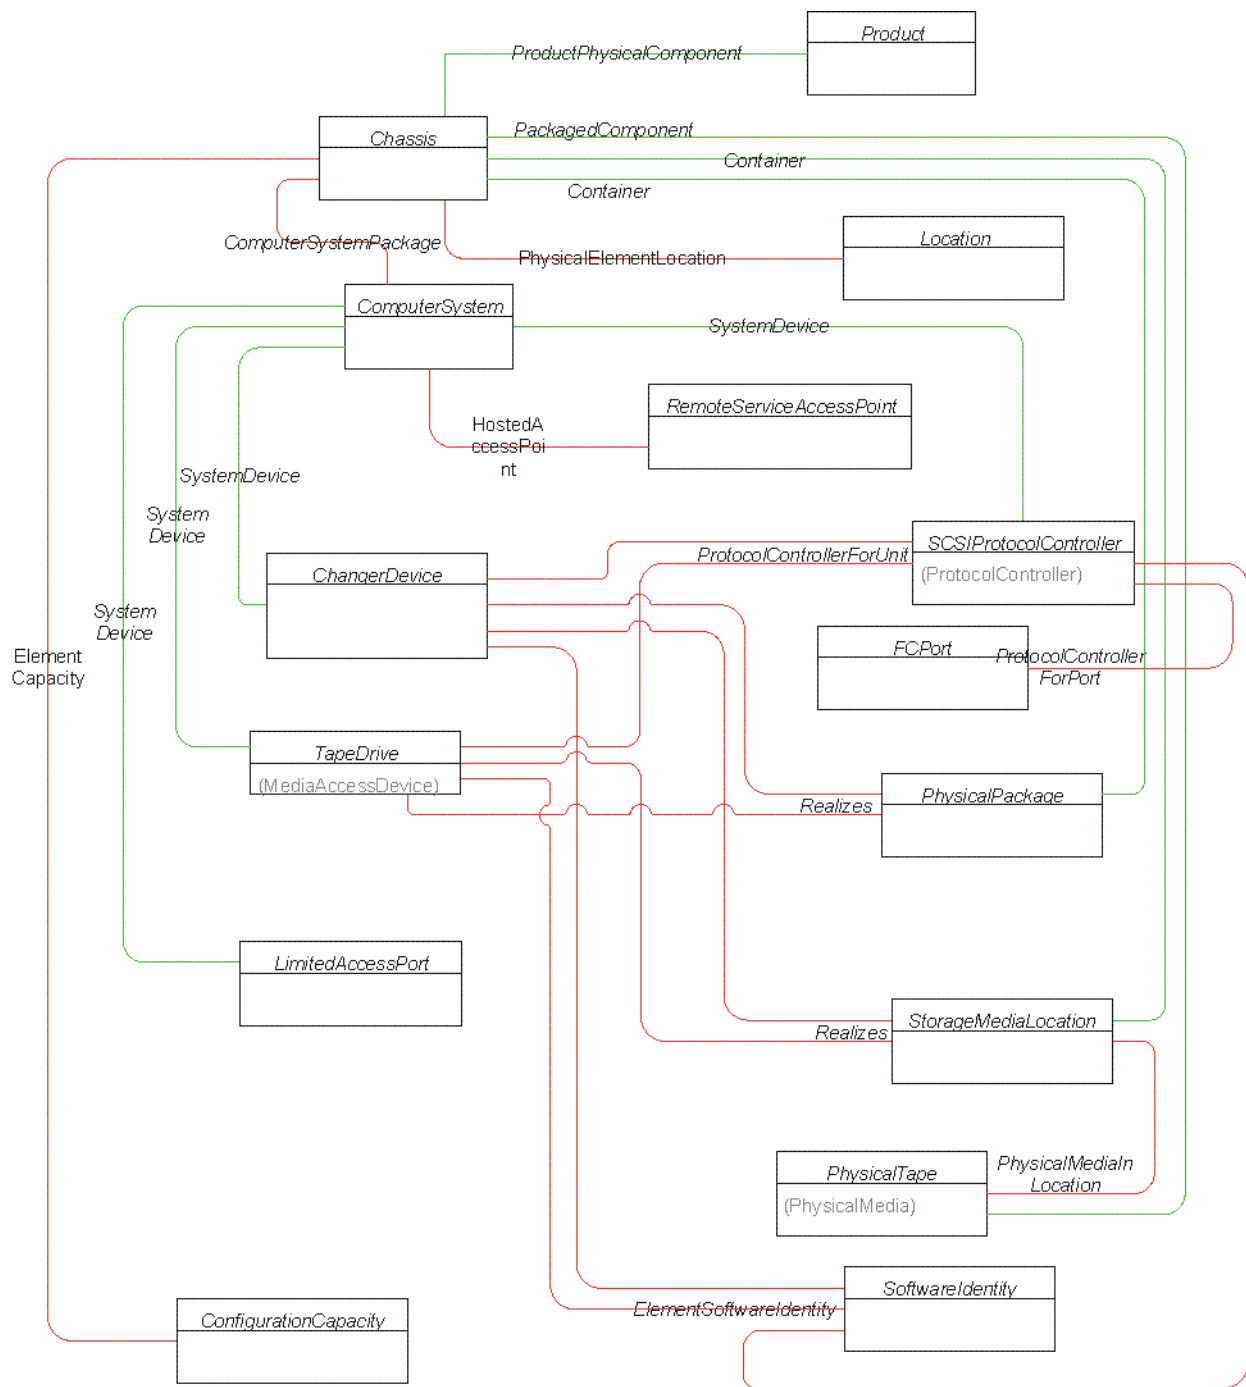 Product
ProductPhysicalComponent
Chassis
PackagedComponent
Container
Container
Location
ComputerSystemPackage
PhysicalElementLocation
ComputerSystem
SystemDevice
RemoteServiceAccessPoint
HostedA
ccessPoi
nt
SystemDevice
System
Device
SCSIProtocolController
(ProtocolController)
ProtocolControllerForUnit
ChangerDevice
System
Device
Element
Capacity
FCPort
ProtocolController
ForPort
TapeDrive
(MediaAccessDevice)
PhysicalPackage
Realizes
LimitedAccessPort
StorageMediaLocation
Realizes
PhysicalTape
(PhysicalMedia)
PhysicalMediaIn
Location
SoftwareIdentity
ElementSoftwareIdentity
ConfigurationCapacity